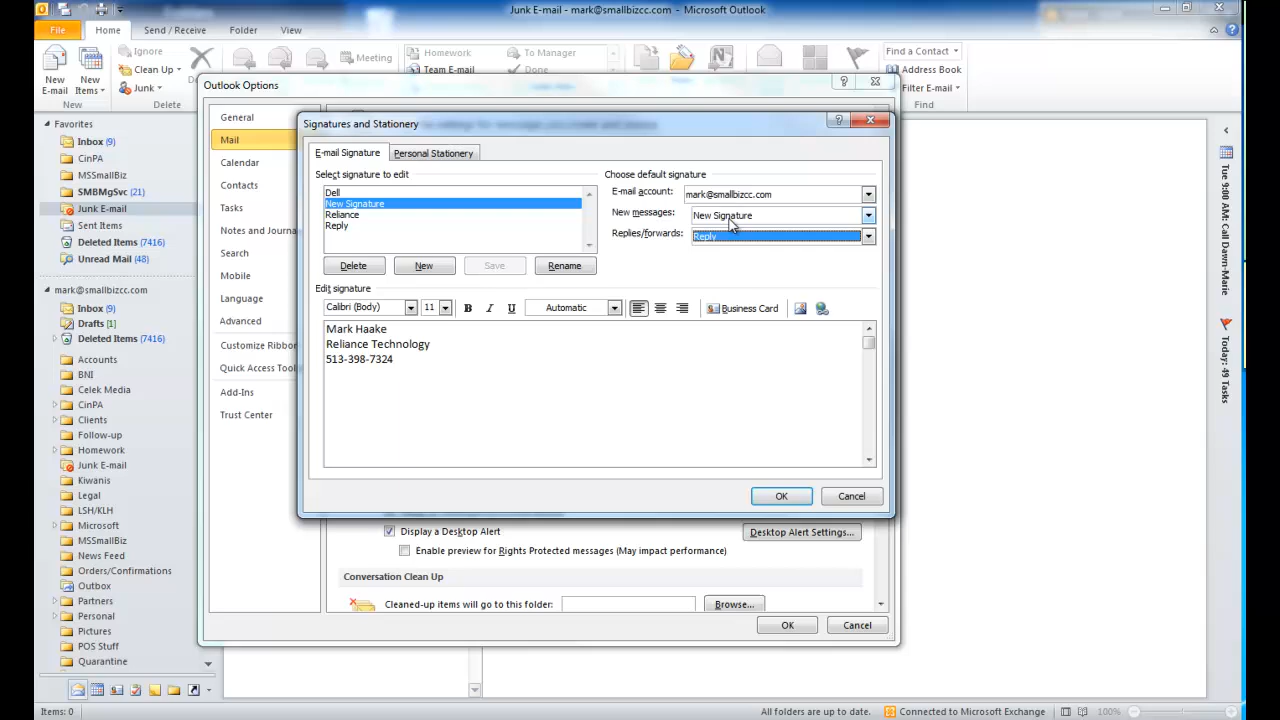 Junk E-mail - mark@smallbizcc.com - Microsoft Outlook
File
Home
Send / Receive
Folder
View
New E-mail
New Items
New
Ignore
Clean Up
Junk
Delete
Meeting
Homework
Team E-mail
To Manager
Done
Find a Contact
Address Book
Filter E-mail
Find
Favorites
Inbox (9)
CinPA
MSSmallBiz
SMBMgSvc (21)
Junk E-mail
Sent Items
Deleted Items (7416)
Unread Mail (48)
mark@smallbizcc.com
Inbox (9)
Drafts [1]
Deleted Items (7416)
Accounts
BNI
Celek Media
CinPA
Clients
Follow-up
Homework
Junk E-mail
Kiwanis
Legal
LSH/KLH
Microsoft
MSSmallBiz
News Feed
Orders/Confirmations
Outbox
Partners
Personal
Pictures
POS Stuff
Quarantine
Outlook Options
General
Mail
Calendar
Contacts
Tasks
Notes and Journa
Search
Mobile
Language
Advanced
Customize Ribbon
Quick Access Tool
Add-Ins
Trust Center
Signatures and Stationery
E-mail Signature
Personal Stationery
Select signature to edit
Dell
New Signature
Reliance
Reply
Delete
New
Save
Rename
Choose default signature
E-mail account:
mark@smallbizcc.com
New messages:
New Signature
Replies/forwards:
Reply
Edit signature
Calibri (Body)
11
B
I
U
Automatic
Business Card
Mark Haake
Reliance Technology
513-398-7324
OK
Cancel
Display a Desktop Alert
Desktop Alert Settings...
Enable preview for Rights Protected messages (May impact performance)
Conversation Clean Up
Cleaned-up items will go to this folder:
Browse...
OK
Cancel
Tue 9:00 AM: Call Dawn-Marie
Today: 49 Tasks
Items: 0
All folders are up to date.
Connected to Microsoft Exchange
100%